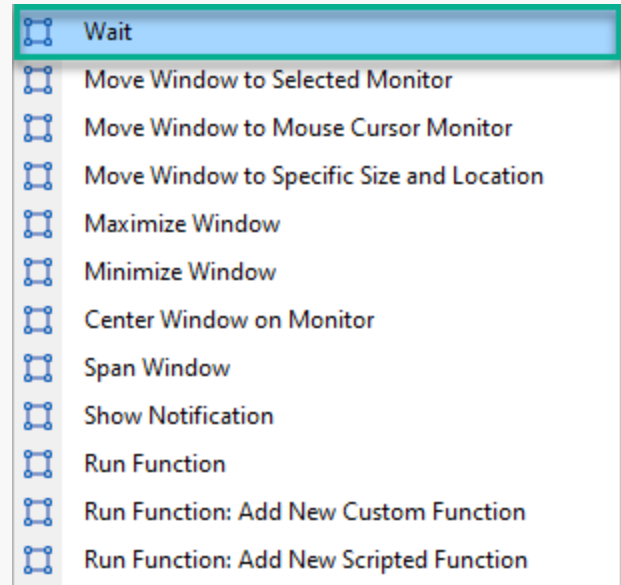 Wait
Move Window to Selected Monitor
Move Window to Mouse Cursor Monitor
Move Window to Specific Size and Location
Maximize Window
Minimize Window
Center Window on Monitor
Span Window
Show Notification
Run Function
Run Function: Add New Custom Function
Run Function: Add New Scripted Function